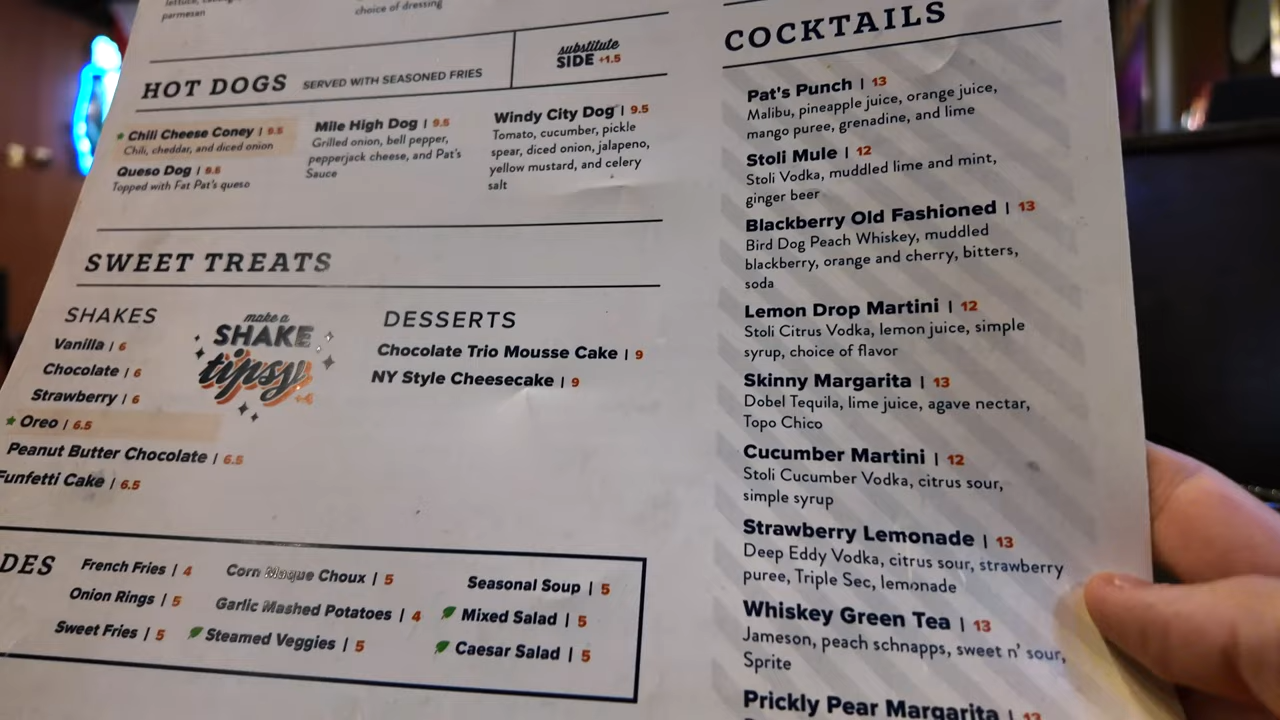 parmesan
choice of dressing
HOT DOGS SERVED WITH SEASONED FRIES
substitute
SIDE +1.5
Chili Cheese Coney | 9.5
Chili, cheddar, and diced onion
Queso Dog | 9.5
Topped with Fat Pat's queso
Mile High Dog | 9.5
Grilled onion, bell pepper,
pepperjack cheese, and Pat's
Sauce
Windy City Dog | 9.5
Tomato, cucumber, pickle
spear, diced onion, jalapeno,
yellow mustard, and celery
salt
SWEET TREATS
SHAKES
Vanilla | 6
Chocolate | 6
Strawberry | 6
Oreo | 6.5
Peanut Butter Chocolate | 6.5
Funfetti Cake | 6.5
make a
SHAKE
tipsy
DESSERTS
Chocolate Trio Mousse Cake | 9
NY Style Cheesecake | 9
DES
French Fries | 4
Onion Rings | 5
Sweet Fries | 5
Corn Maque Choux | 5
Garlic Mashed Potatoes | 4
Steamed Veggies | 5
Seasonal Soup | 5
Mixed Salad | 5
Caesar Salad | 5
COCKTAILS
Pat's Punch | 13
Malibu, pineapple juice, orange juice,
mango puree, grenadine, and lime
Stoli Mule | 12
Stoli Vodka, muddled lime and mint,
ginger beer
Blackberry Old Fashioned | 13
Bird Dog Peach Whiskey, muddled
blackberry, orange and cherry, bitters,
soda
Lemon Drop Martini | 12
Stoli Citrus Vodka, lemon juice, simple
syrup, choice of flavor
Skinny Margarita | 13
Dobel Tequila, lime juice, agave nectar,
Topo Chico
Cucumber Martini | 12
Stoli Cucumber Vodka, citrus sour,
simple syrup
Strawberry Lemonade | 13
Deep Eddy Vodka, citrus sour, strawberry
puree, Triple Sec, lemonade
Whiskey Green Tea | 13
Jameson, peach schnapps, sweet n' sour,
Sprite
Prickly Pear Margarita | 13